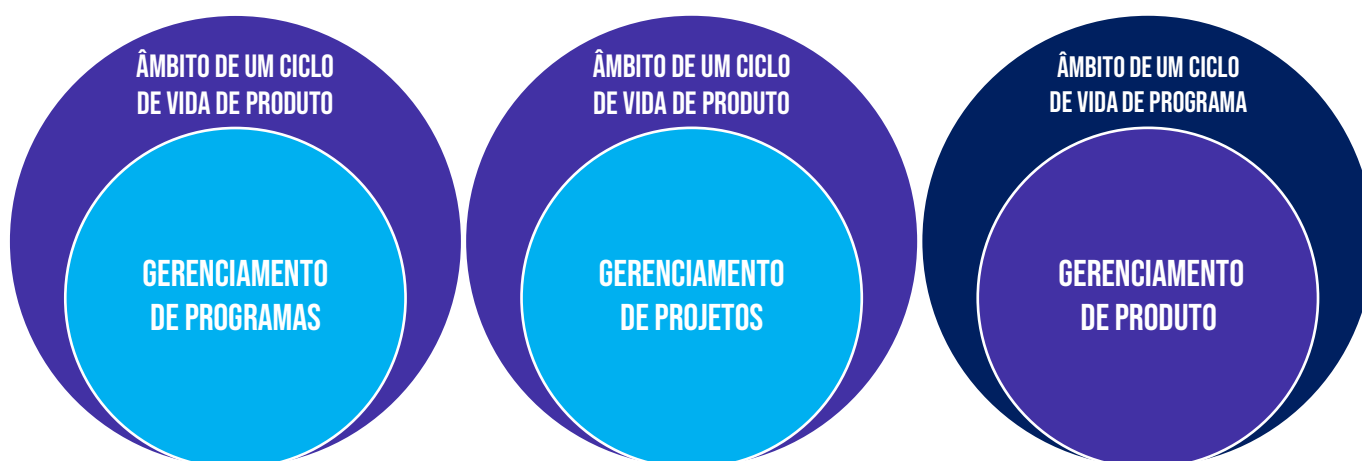 ÂMBITO DE UM CICLO
DE VIDA DE PRODUTO
GERENCIAMENTO
DE PROGRAMAS
ÂMBITO DE UM CICLO
DE VIDA DE PRODUTO
GERENCIAMENTO
DE PROJETOS
ÂMBITO DE UM CICLO
DE VIDA DE PROGRAMA
GERENCIAMENTO
DE PRODUTO